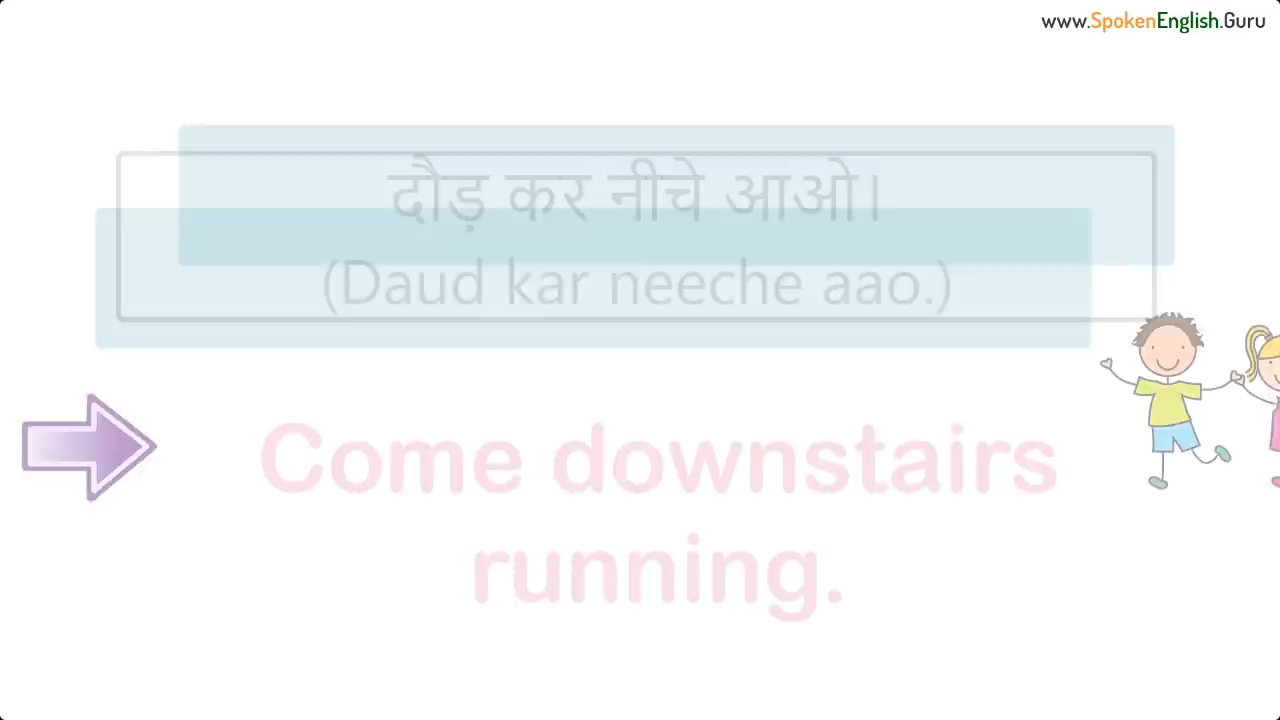 www.SpokenEnglish.Guru
दौड़ कर नीचे आओ।
(Daud kar neeche aao.)
Come downstairs
running.